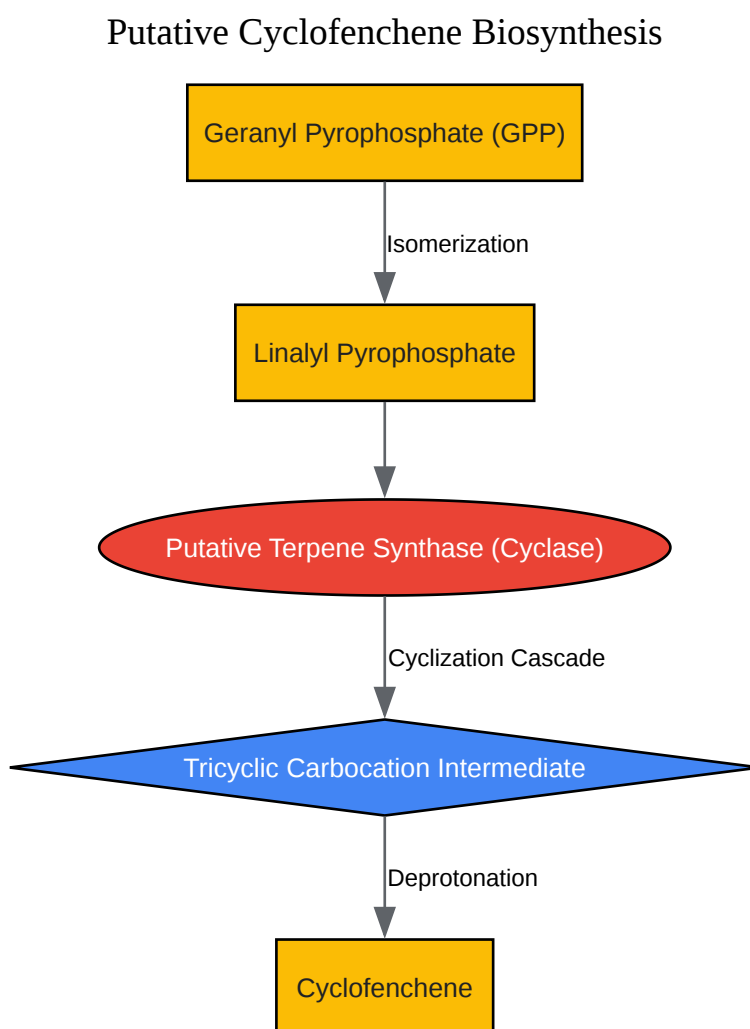 Putative Cyclofenchene Biosynthesis
Geranyl Pyrophosphate (GPP)
Isomerization
Linalyl Pyrophosphate
Putative Terpene Synthase (Cyclase)
Cyclization Cascade
Tricyclic Carbocation Intermediate
Deprotonation
Cyclofenchene